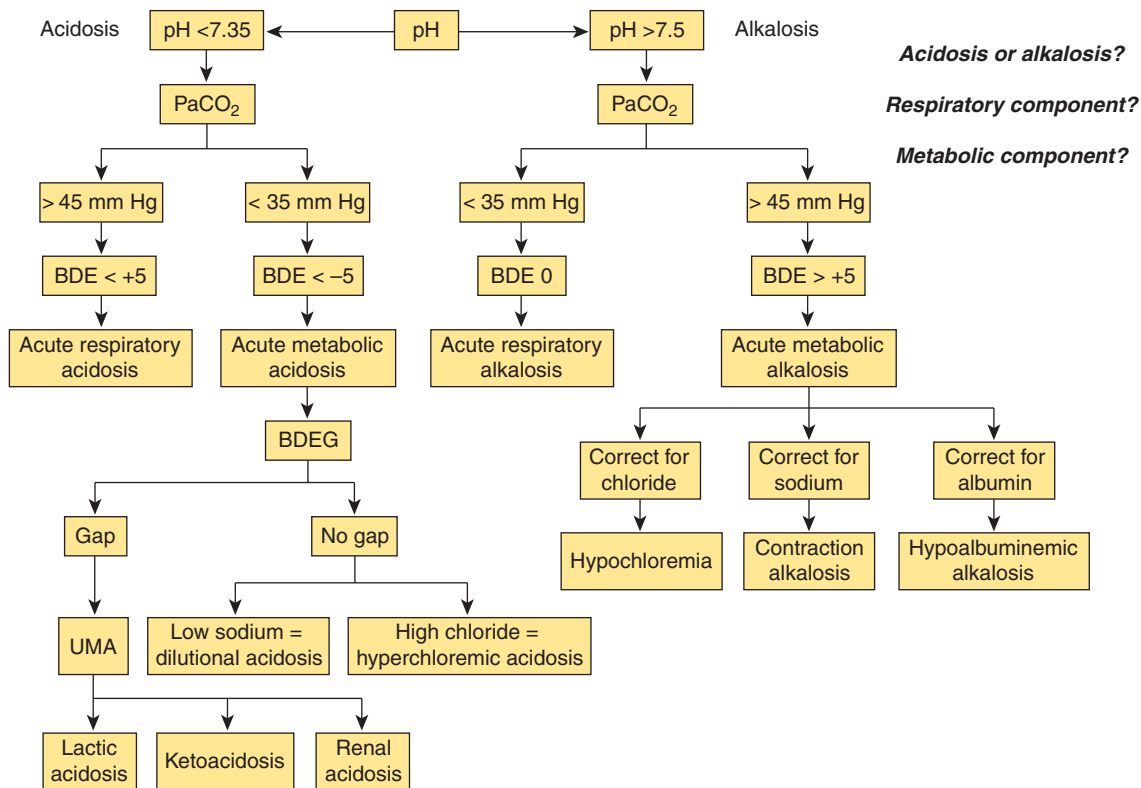 Acidosis
pH <7.35
pH
pH >7.5
Alkalosis
Acidosis or alkalosis?
Respiratory component?
Metabolic component?
PaCO₂
PaCO₂
> 45 mm Hg
< 35 mm Hg
< 35 mm Hg
> 45 mm Hg
BDE < +5
BDE < –5
BDE 0
BDE > +5
Acute respiratory
acidosis
Acute metabolic
acidosis
Acute respiratory
alkalosis
Acute metabolic
alkalosis
BDEG
Correct for
chloride
Correct for
sodium
Correct for
albumin
Gap
No gap
Hypochloremia
Contraction
alkalosis
Hypoalbuminemic
alkalosis
UMA
Low sodium =
dilutional acidosis
High chloride =
hyperchloremic acidosis
Lactic
acidosis
Ketoacidosis
Renal
acidosis